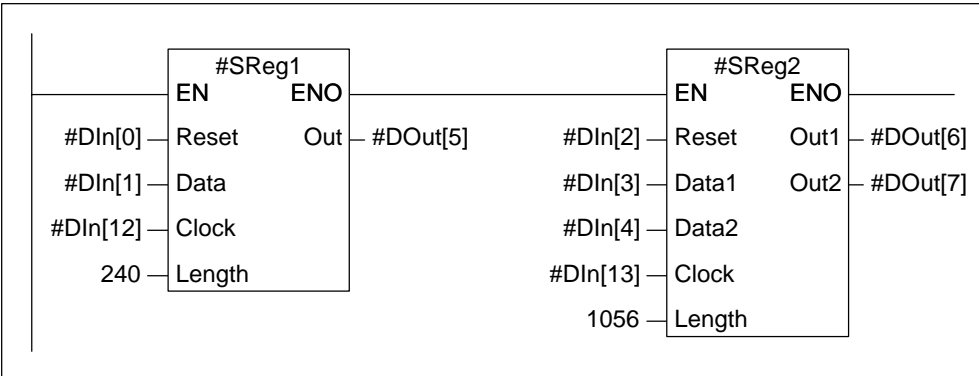 #SReg1
EN ENO
#DIn[0] Reset Out #DOut[5]
#DIn[1] Data
#DIn[12] Clock
240 Length
#SReg2
EN ENO
#DIn[2] Reset Out1 #DOut[6]
#DIn[3] Data1 Out2 #DOut[7]
#DIn[4] Data2
#DIn[13] Clock
1056 Length